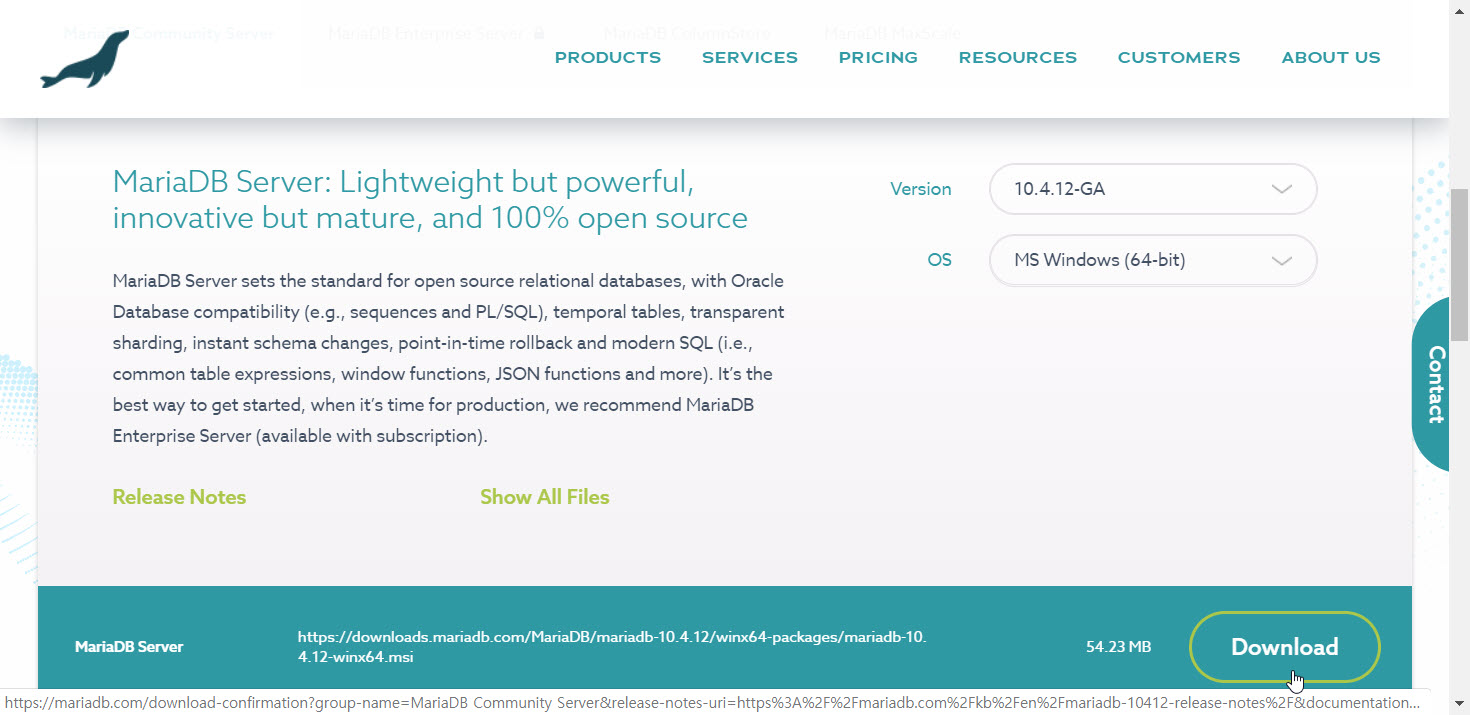 MariaDB Community Server
MariaDB Enterprise Server
MariaDB ColumnStore
MariaDB MaxScale
PRODUCTS
SERVICES
PRICING
RESOURCES
CUSTOMERS
ABOUT US
MariaDB Server: Lightweight but powerful,
innovative but mature, and 100% open source
Version
10.4.12-GA
OS
MS Windows (64-bit)
MariaDB Server sets the standard for open source relational databases, with Oracle
Database compatibility (e.g., sequences and PL/SQL), temporal tables, transparent
sharding, instant schema changes, point-in-time rollback and modern SQL (i.e.,
common table expressions, window functions, JSON functions and more). It’s the
best way to get started, when it’s time for production, we recommend MariaDB
Enterprise Server (available with subscription).
Contact
Release Notes
Show All Files
MariaDB Server
https://downloads.mariadb.com/MariaDB/mariadb-10.4.12/winx64-packages/mariadb-10.
4.12-winx64.msi
54.23 MB
Download
https://mariadb.com/download-confirmation?group-name=MariaDB Community Server&release-notes-uri=https%3A%2F%2Fmariadb.com%2Fkb%2Fen%2Fmariadb-10412-release-notes%2F&documentation...